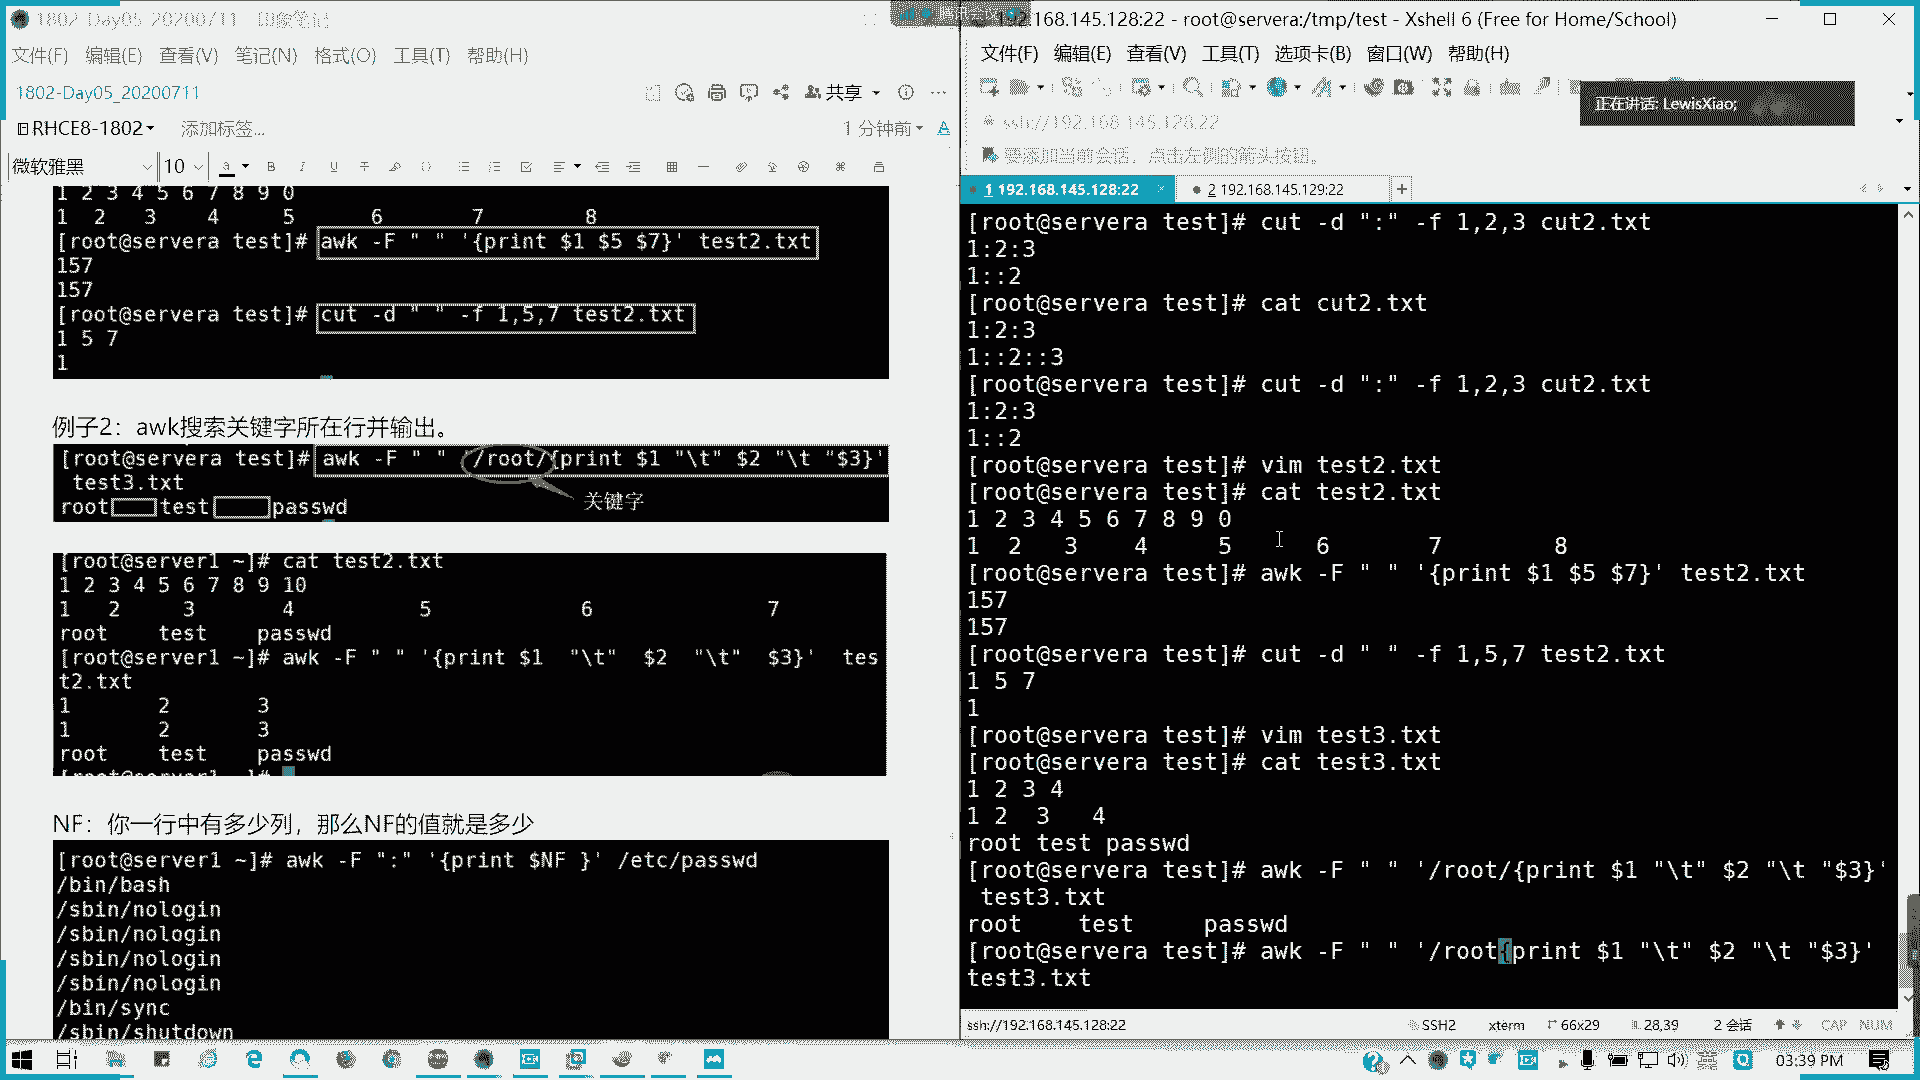 1802-Day05_20200711 - 印象笔记
文件(F) 编辑(E) 查看(V) 笔记(N) 格式(O) 工具(T) 帮助(H)
1802-Day05_20200711
共享
RHCE8-1802
添加标签...
1 分钟前
微软雅黑 10
1 2 3 4 5 6 7 8 9 0
1 2 3 4 5 6 7 8
[root@servera test]# awk -F " " '{print $1 $5 $7}' test2.txt
157
157
[root@servera test]# cut -d " " -f 1,5,7 test2.txt
1 5 7
1
例子2：awk搜索关键字所在行并输出。
[root@servera test]# awk -F " " '/root/{print $1 "\t" $2 "\t "$3}'
test3.txt
root test passwd
关键字
[root@server1 ~]# cat test2.txt
1 2 3 4 5 6 7 8 9 10
1 2 3 4 5 6 7
root test passwd
[root@server1 ~]# awk -F " " '{print $1 "\t" $2 "\t" $3}' tes
t2.txt
1 2 3
1 2 3
root test passwd
[root@server1 ~]#
NF：你一行中有多少列，那么NF的值就是多少
[root@server1 ~]# awk -F ":" '{print $NF }' /etc/passwd
/bin/bash
/sbin/nologin
/sbin/nologin
/sbin/nologin
/sbin/nologin
/bin/sync
/sbin/shutdown
192.168.145.128:22 - root@servera:/tmp/test - Xshell 6 (Free for Home/School)
文件(F) 编辑(E) 查看(V) 工具(T) 选项卡(B) 窗口(W) 帮助(H)
正在讲话: LewisXiao;
ssh://192.168.145.128:22
要添加当前会话，点击左侧的箭头按钮。
1 192.168.145.128:22 × 2 192.168.145.129:22 +
[root@servera test]# cut -d ":" -f 1,2,3 cut2.txt
1:2:3
1::2
[root@servera test]# cat cut2.txt
1:2:3
1::2::3
[root@servera test]# cut -d ":" -f 1,2,3 cut2.txt
1:2:3
1::2
[root@servera test]# vim test2.txt
[root@servera test]# cat test2.txt
1 2 3 4 5 6 7 8 9 0
1 2 3 4 5 6 7 8
[root@servera test]# awk -F " " '{print $1 $5 $7}' test2.txt
157
157
[root@servera test]# cut -d " " -f 1,5,7 test2.txt
1 5 7
1
[root@servera test]# vim test3.txt
[root@servera test]# cat test3.txt
1 2 3 4
1 2 3 4
root test passwd
[root@servera test]# awk -F " " '/root/{print $1 "\t" $2 "\t "$3}'
test3.txt
root test passwd
[root@servera test]# awk -F " " '/root{print $1 "\t" $2 "\t "$3}'
test3.txt
ssh://192.168.145.128:22 SSH2 xterm 66x29 28,39 2 会话 CAP NUM
03:39 PM